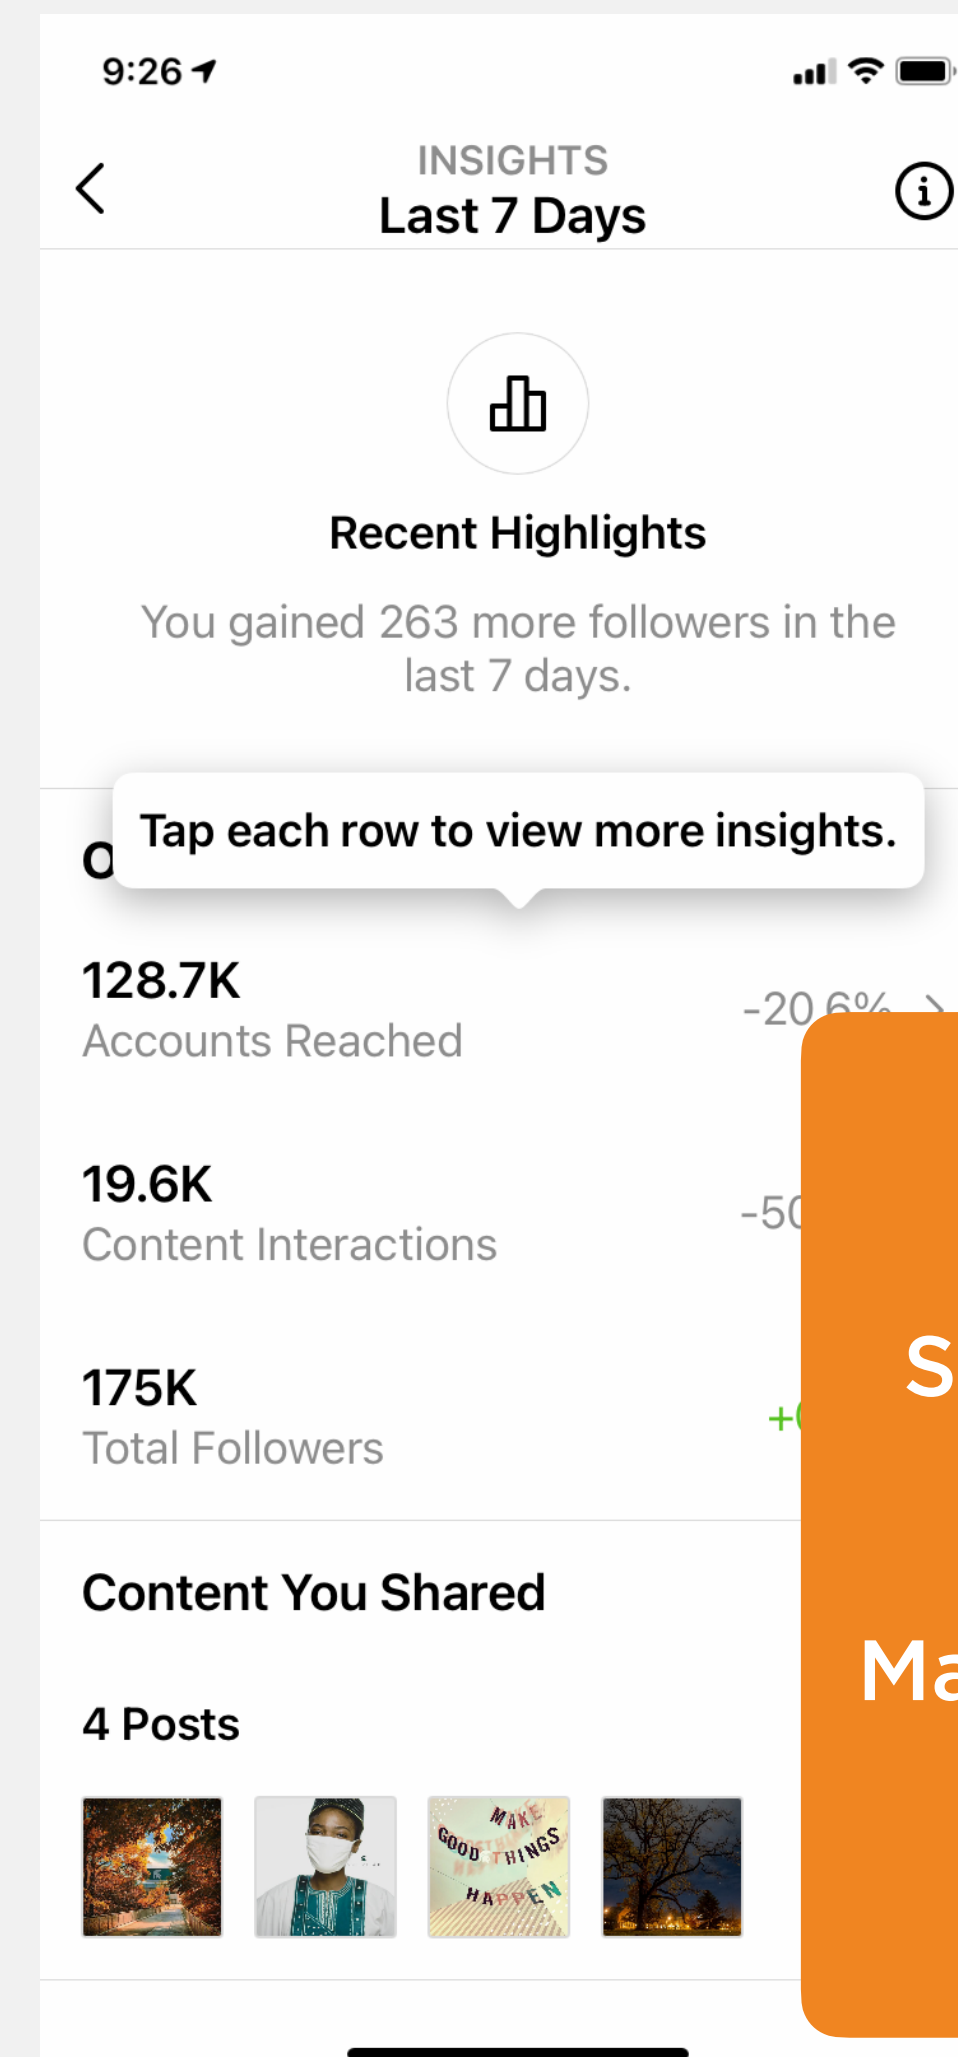 9:26
INSIGHTS
Last 7 Days
Recent Highlights
You gained 263 more followers in the
last 7 days.
Tap each row to view more insights.
128.7K
-20.6%
Accounts Reached
19.6K
Content Interactions
175K
Total Followers
Content You Shared
4 Posts
MAKE
GOOD THINGS
HAPPEN